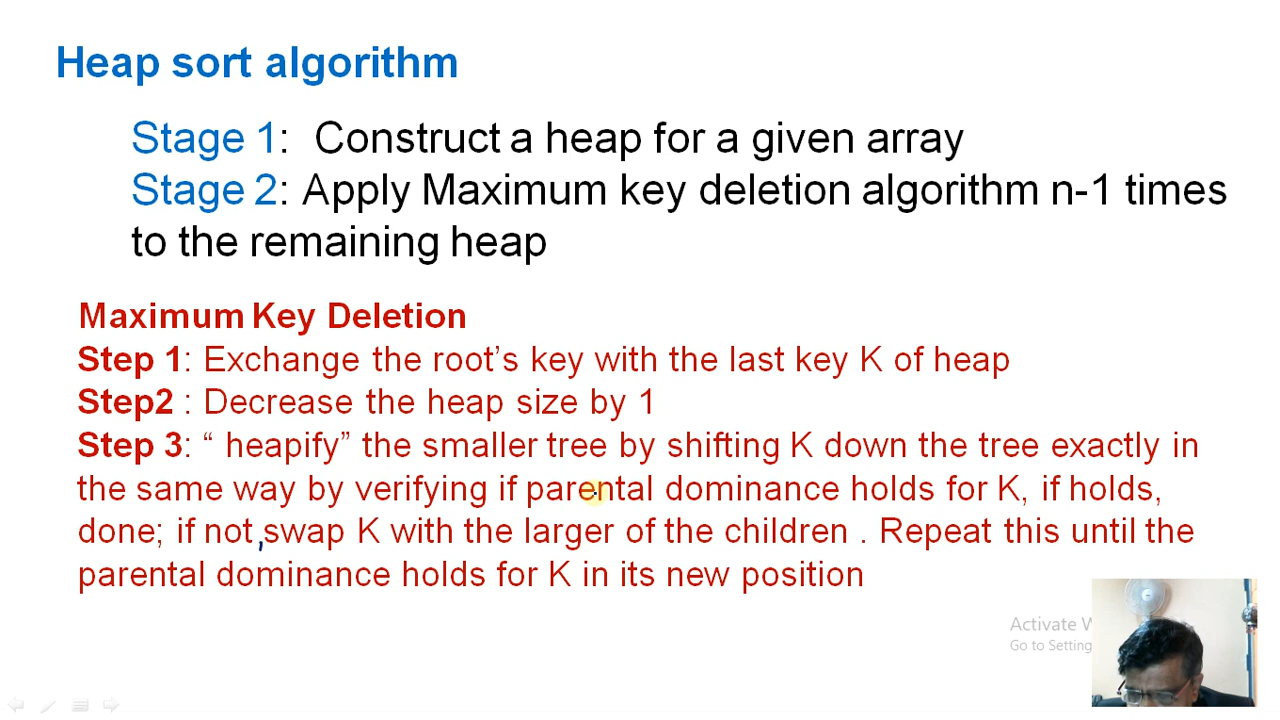 Heap sort algorithm
Stage 1: Construct a heap for a given array
Stage 2: Apply Maximum key deletion algorithm n-1 times
to the remaining heap
Maximum Key Deletion
Step 1: Exchange the root’s key with the last key K of heap
Step2 : Decrease the heap size by 1
Step 3: “ heapify” the smaller tree by shifting K down the tree exactly in
the same way by verifying if parental dominance holds for K, if holds,
done; if not ,swap K with the larger of the children . Repeat this until the
parental dominance holds for K in its new position
Activate W
Go to Setting